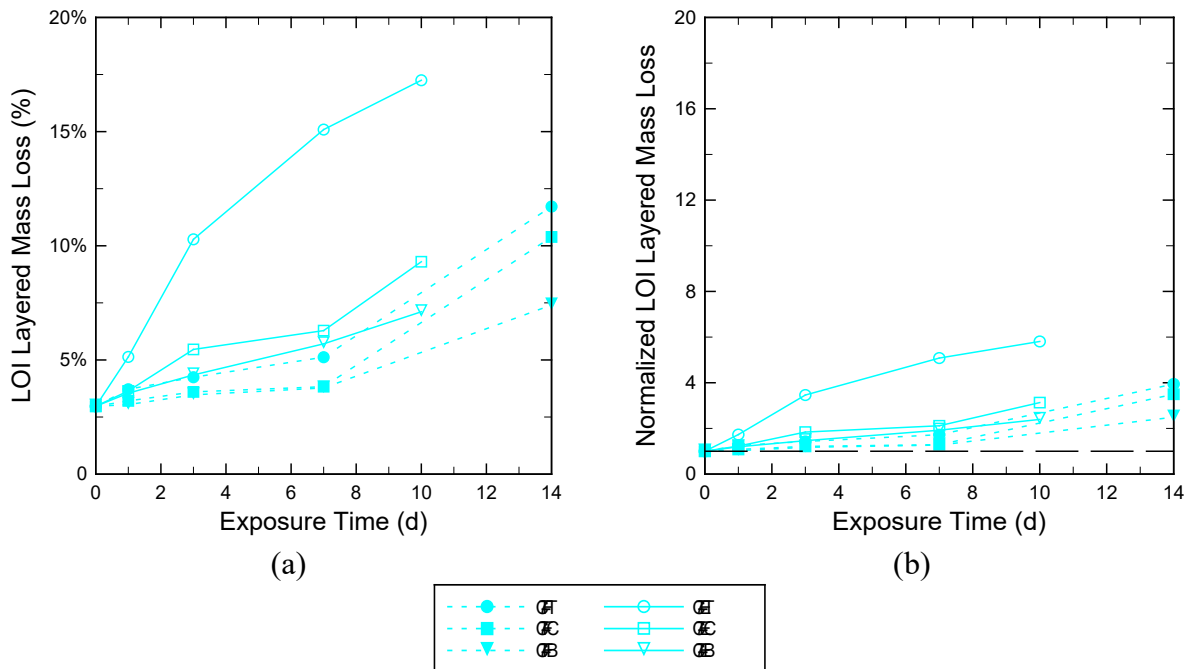 20%
15%
10%
5%
0
LOI Layered Mass Loss (%)
0 2 4 6 8 10 12 14
Exposure Time (d)
(a)
20
16
12
8
4
0
Normalized LOI Layered Mass Loss
0 2 4 6 8 10 12 14
Exposure Time (d)
(b)